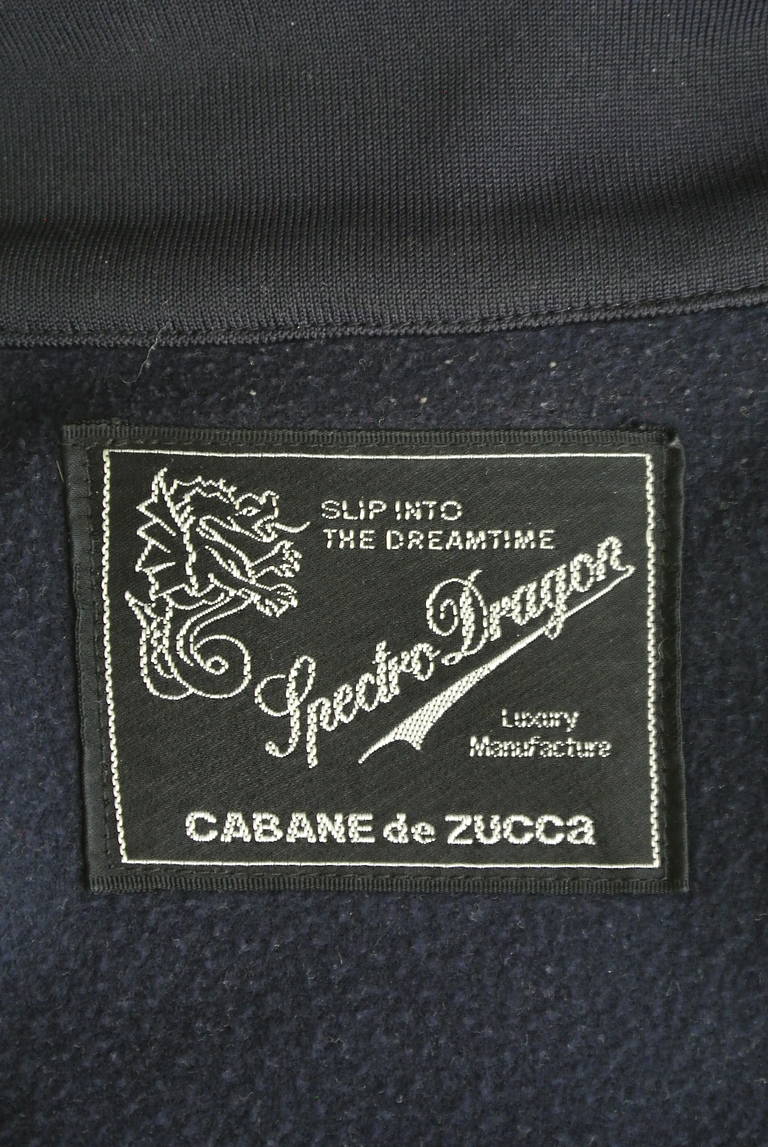 SLIP INTO
THE DREAMTIME
Spectro Dragon
Luxury
Manufacture
CABANE de ZUCCa